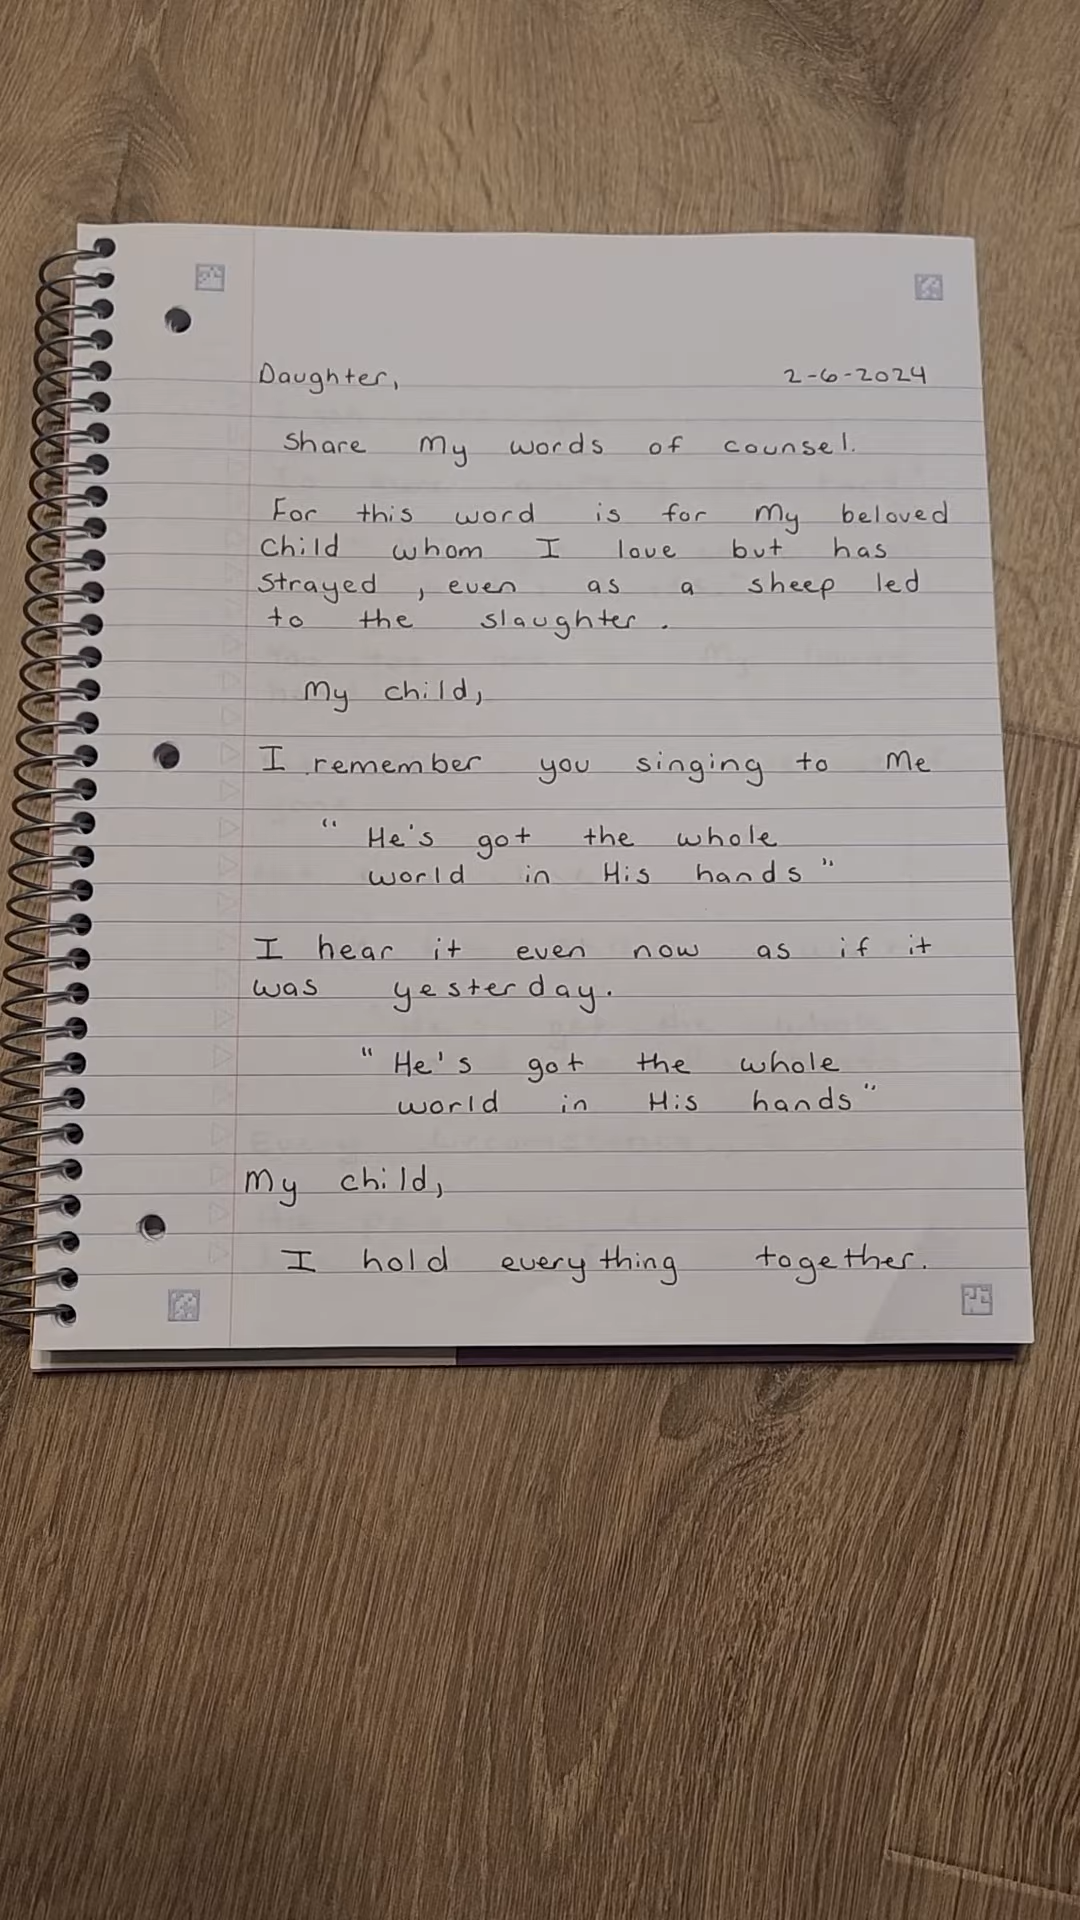 Daughter, 2-6-2024
Share My words of counsel.
For this word is for My beloved
child whom I love but has
strayed, even as a sheep led
to the slaughter.
My child,
I remember you singing to Me
" He's got the whole
world in His hands "
I hear it even now as if it
was yesterday.
" He's got the whole
world in His hands "
My child,
I hold everything together.